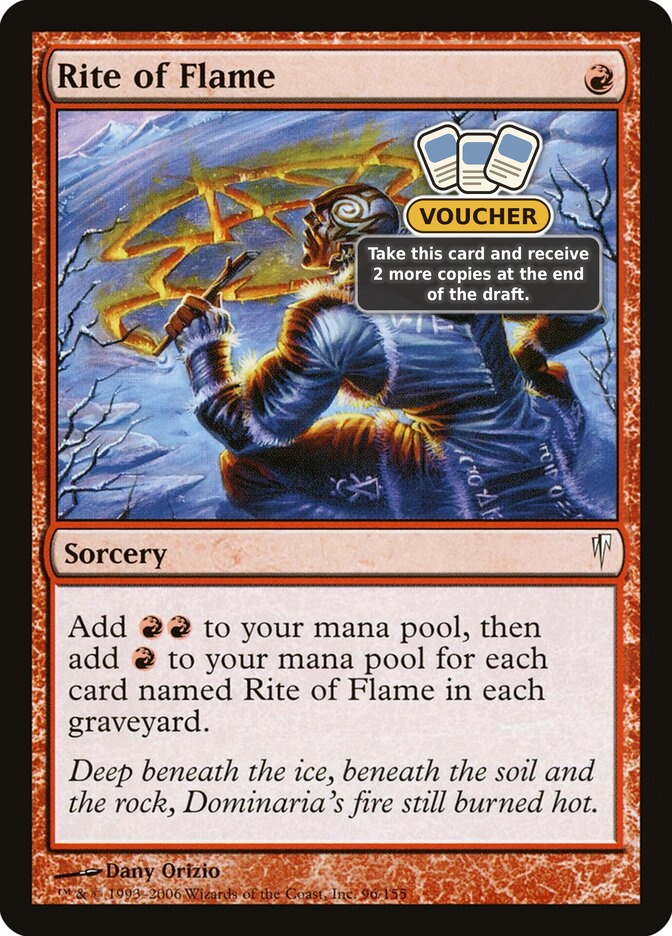 Rite of Flame
VOUCHER
Take this card and receive
2 more copies at the end
of the draft.
Sorcery
Add to your mana pool, then
add to your mana pool for each
card named Rite of Flame in each
graveyard.
Deep beneath the ice, beneath the soil and
the rock, Dominaria's fire still burned hot.
Dany Orizio
™ & © 1993–2006 Wizards of the Coast, Inc. 96/155